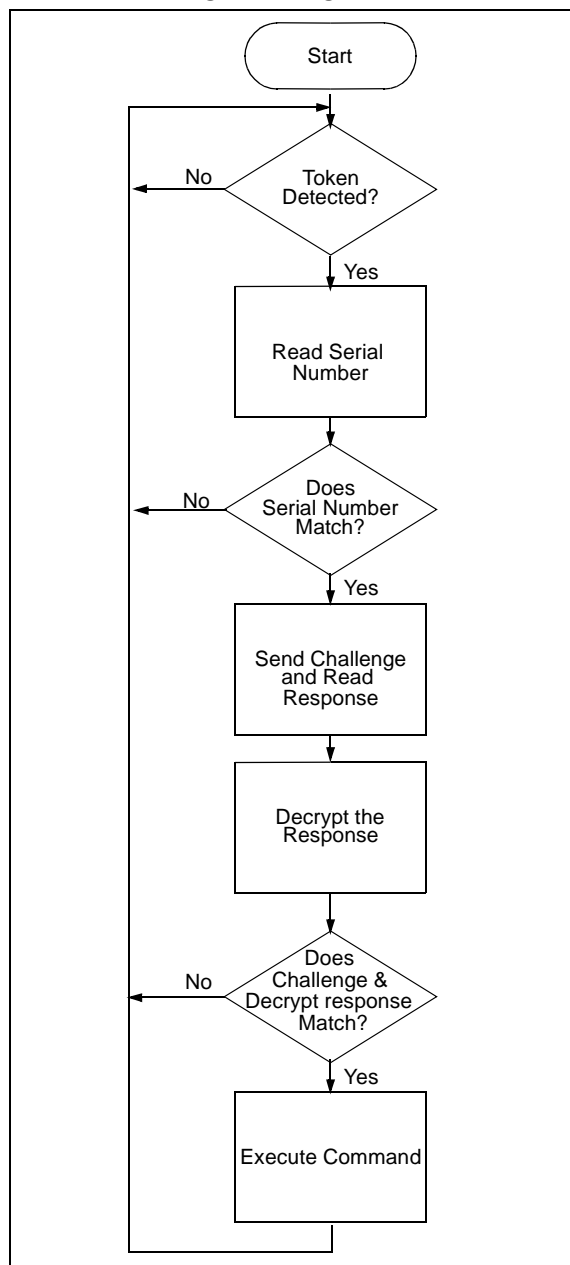 Start
Token
Detected?
No
Yes
Read Serial
Number
Does
Serial Number
Match?
No
Yes
Send Challenge
and Read
Response
Decrypt the
Response
Does
Challenge &
Decrypt response
Match?
No
Yes
Execute Command